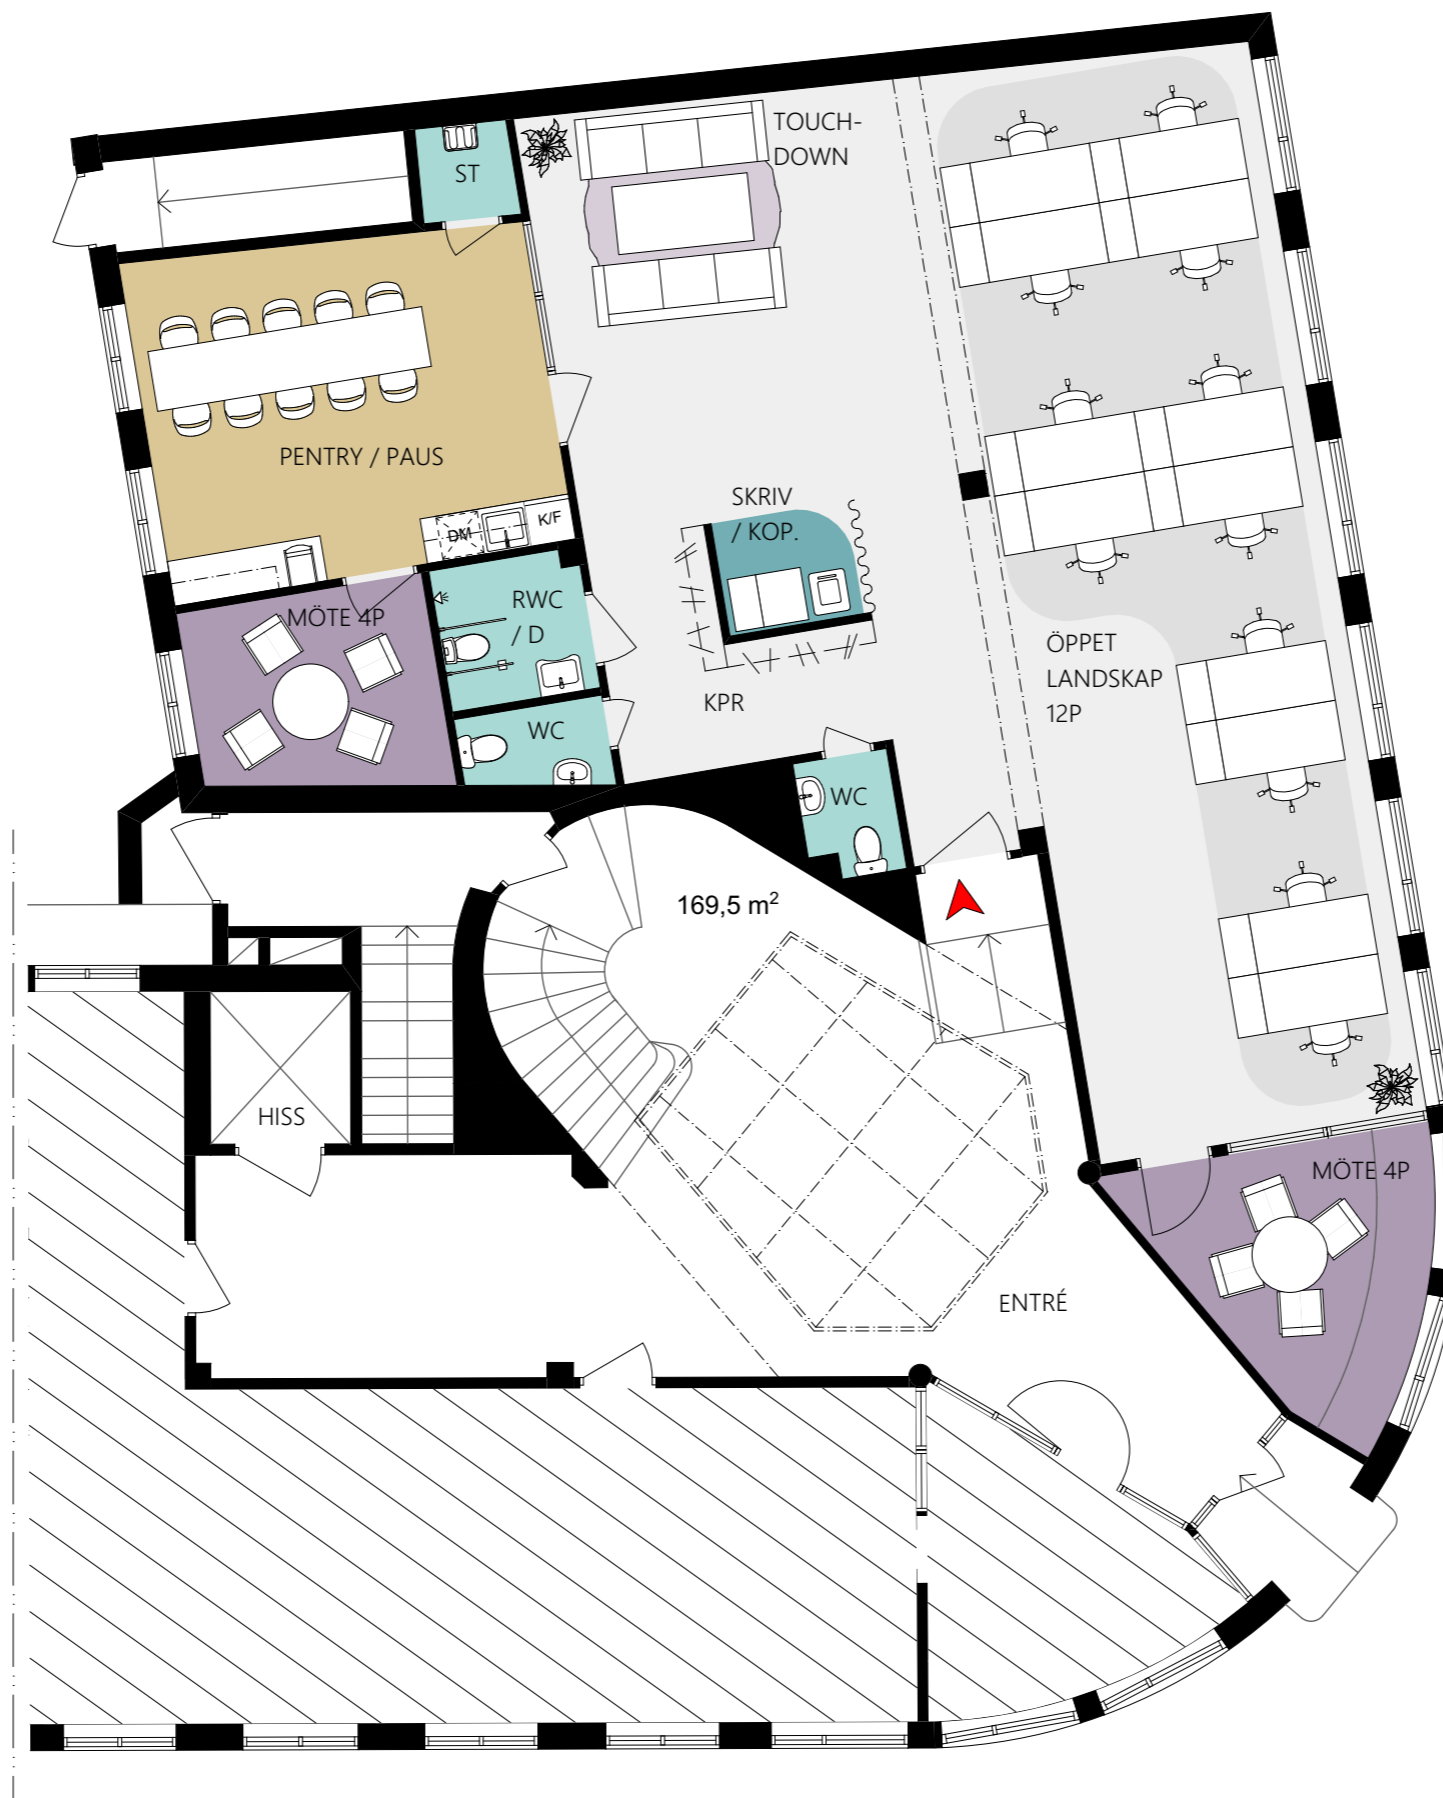 TOUCH-
DOWN
ST
PENTRY / PAUS
SKRIV
/ KOP.
DM
K/F
MÖTE 4P
RWC
/ D
ÖPPET
LANDSKAP
12P
KPR
WC
WC
169,5 m²
HISS
MÖTE 4P
ENTRÉ